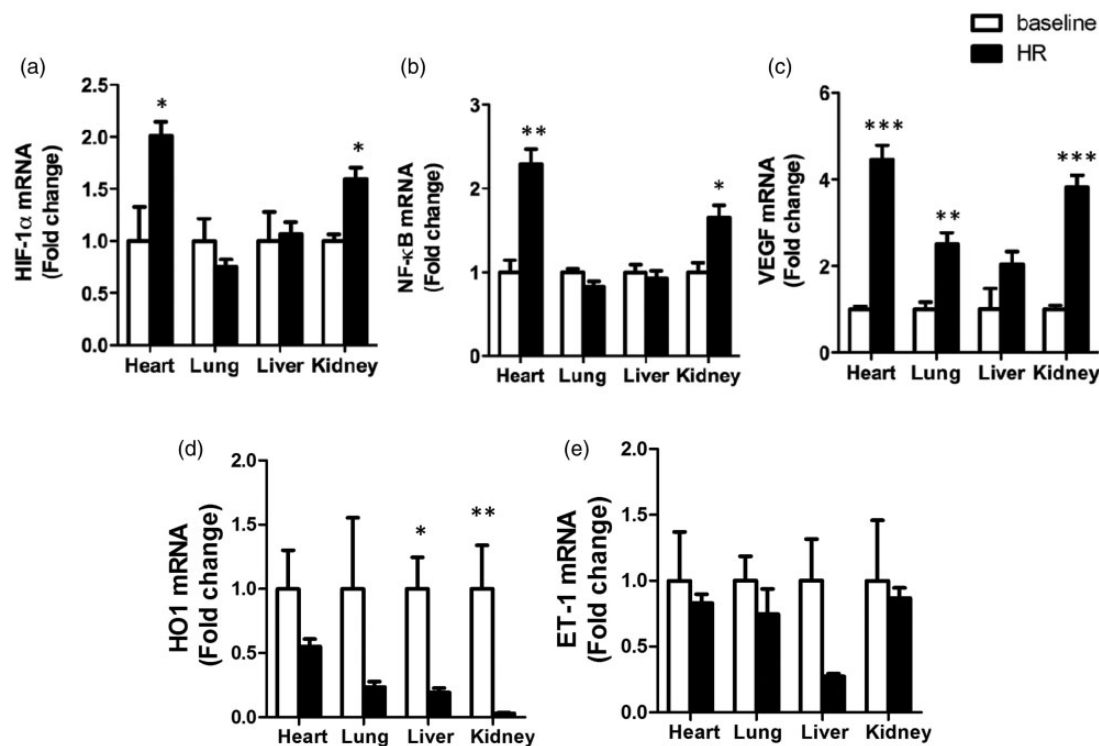 baseline
HR
(a)
HIF-1α mRNA
(Fold change)
2.5
2.0
1.5
1.0
0.5
0.0
*
*
Heart Lung Liver Kidney
(b)
NF-κB mRNA
(Fold change)
3
2
1
0
**
*
Heart Lung Liver Kidney
(c)
VEGF mRNA
(Fold change)
6
4
2
0
***
**
***
Heart Lung Liver Kidney
(d)
HO1 mRNA
(Fold change)
2.0
1.5
1.0
0.5
0.0
*
**
Heart Lung Liver Kidney
(e)
ET-1 mRNA
(Fold change)
2.0
1.5
1.0
0.5
0.0
Heart Lung Liver Kidney